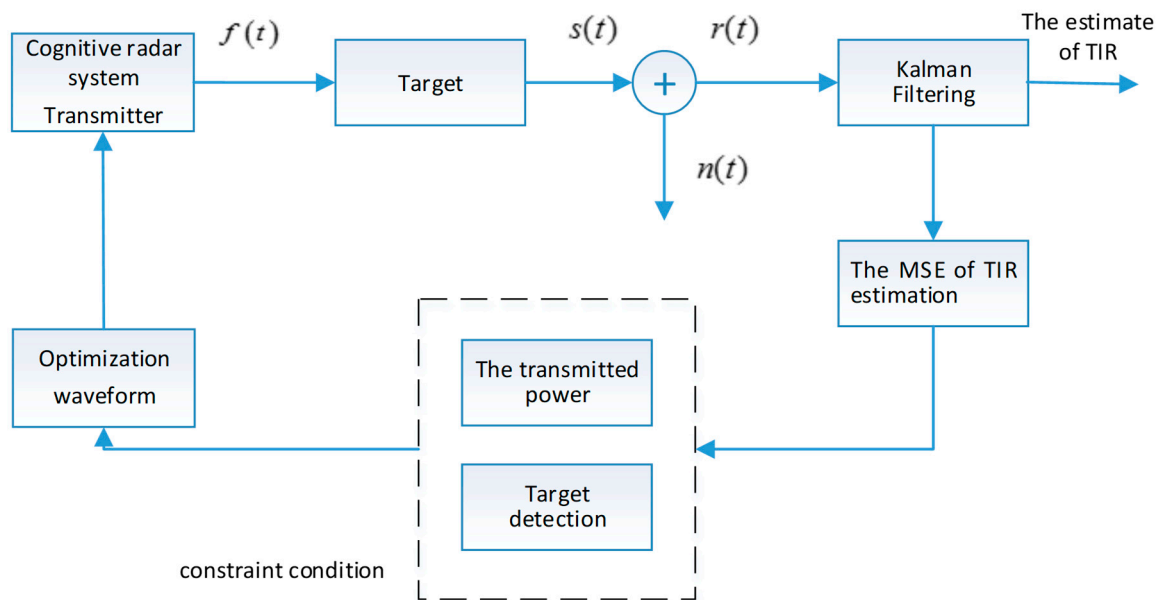 Cognitive radar
system
Transmitter
f(t)
Target
s(t)
+
r(t)
n(t)
Kalman
Filtering
The estimate
of TIR
The MSE of TIR
estimation
The transmitted
power
Target
detection
constraint condition
Optimization
waveform